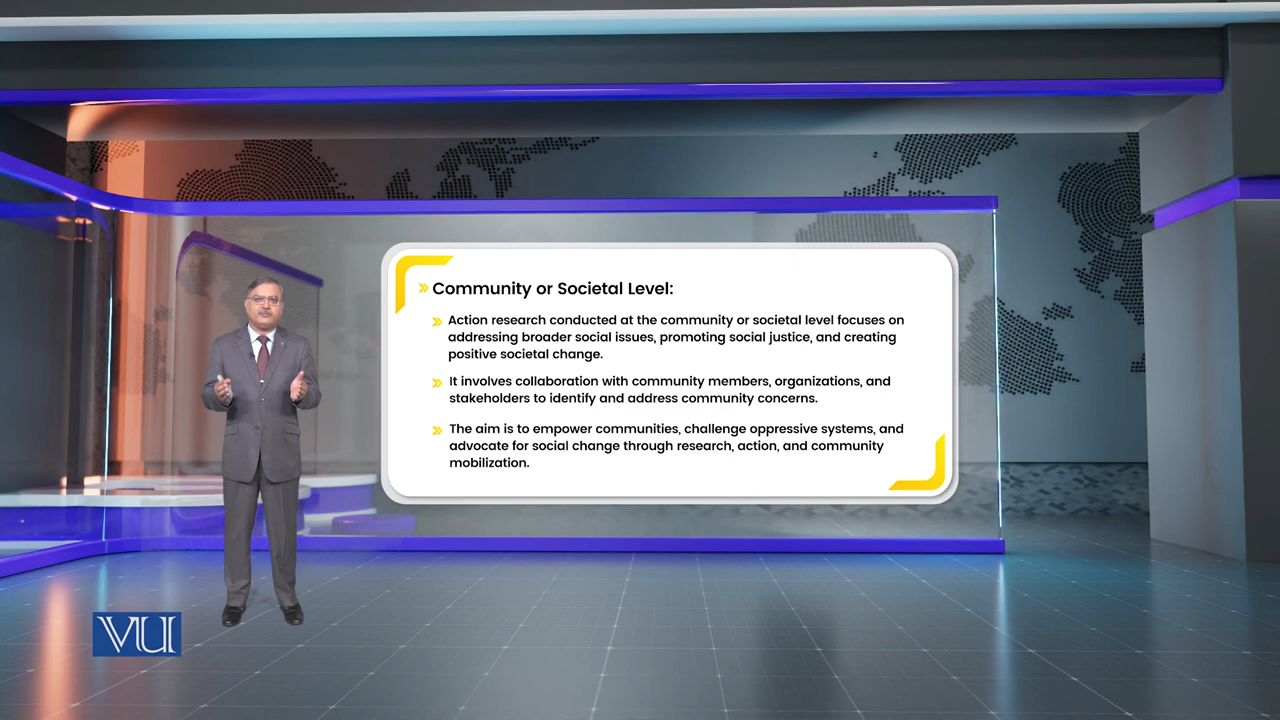 Community or Societal Level:
Action research conducted at the community or societal level focuses on
addressing broader social issues, promoting social justice, and creating
positive societal change.
It involves collaboration with community members, organizations, and
stakeholders to identify and address community concerns.
The aim is to empower communities, challenge oppressive systems, and
advocate for social change through research, action, and community
mobilization.
VU